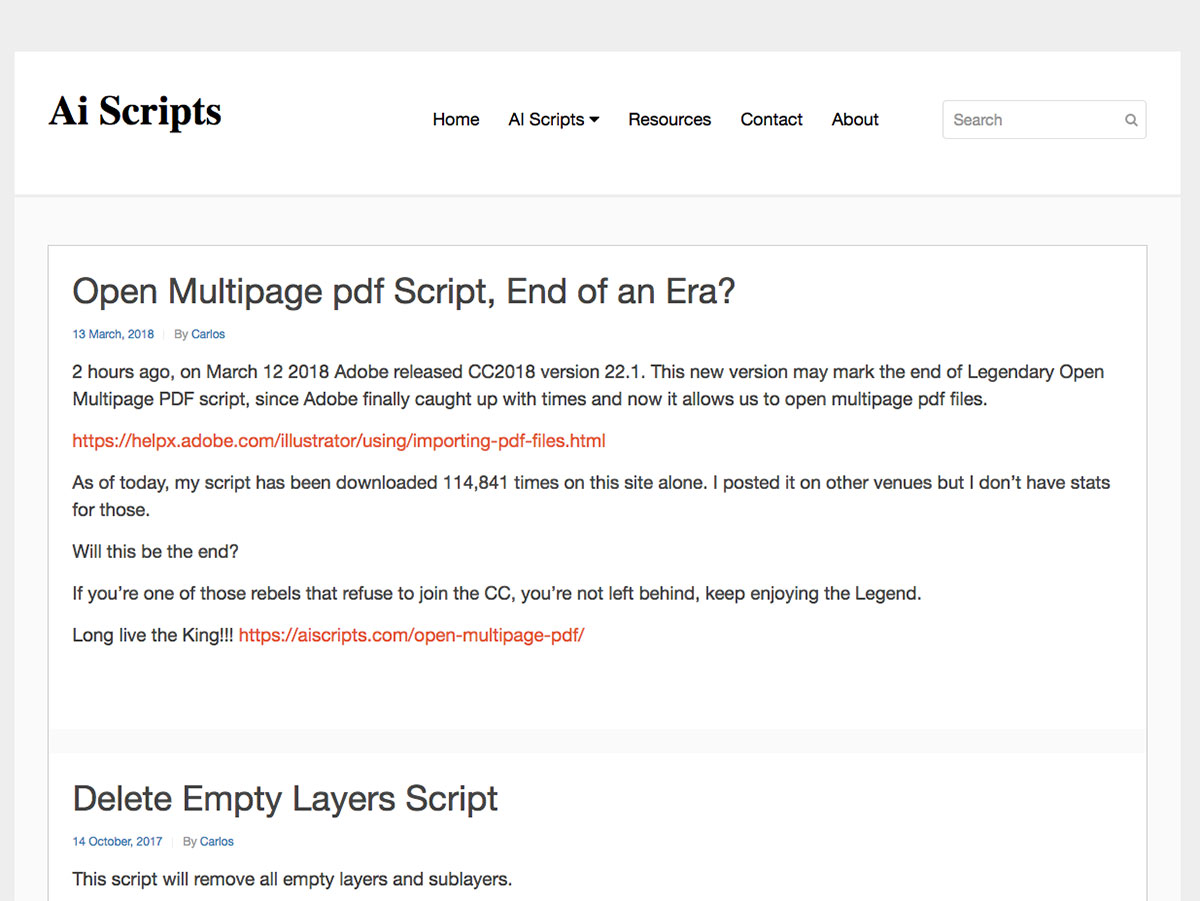 Ai Scripts
Home AI Scripts Resources Contact About Search
Open Multipage pdf Script, End of an Era?
13 March, 2018 By Carlos
2 hours ago, on March 12 2018 Adobe released CC2018 version 22.1. This new version may mark the end of Legendary Open
Multipage PDF script, since Adobe finally caught up with times and now it allows us to open multipage pdf files.
https://helpx.adobe.com/illustrator/using/importing-pdf-files.html
As of today, my script has been downloaded 114,841 times on this site alone. I posted it on other venues but I don’t have stats
for those.
Will this be the end?
If you’re one of those rebels that refuse to join the CC, you’re not left behind, keep enjoying the Legend.
Long live the King!!! https://aiscripts.com/open-multipage-pdf/
Delete Empty Layers Script
14 October, 2017 By Carlos
This script will remove all empty layers and sublayers.